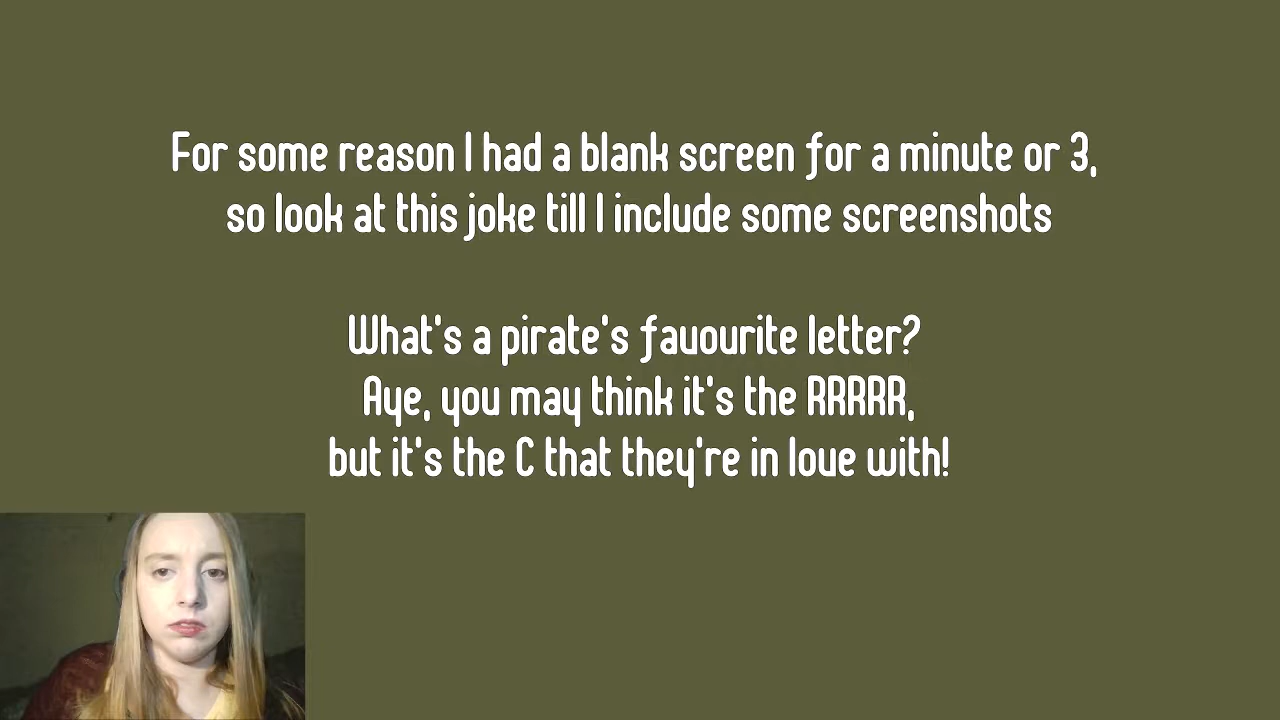 For some reason I had a blank screen for a minute or 3,
so look at this joke till I include some screenshots
What's a pirate's favourite letter?
Aye, you may think it's the RRRRR,
but it's the C that they're in love with!